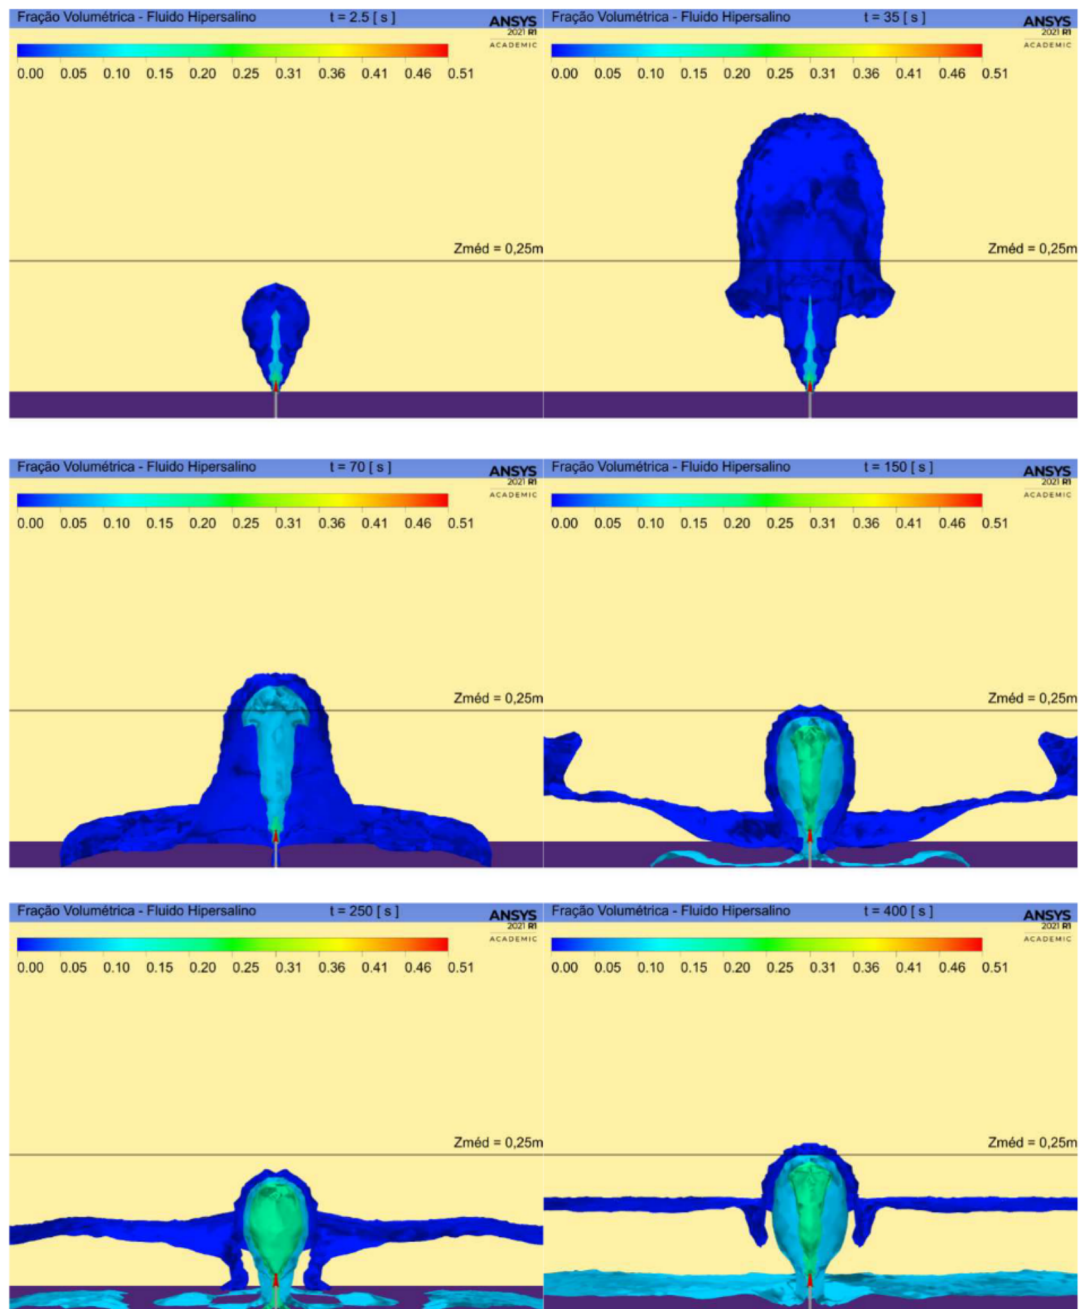 Fração Volumétrica - Fluido Hipersalino t = 2.5 [ s ] ANSYS
2021 R1
ACADEMIC
0.00 0.05 0.10 0.15 0.20 0.25 0.31 0.36 0.41 0.46 0.51
Zméd = 0,25m
Fração Volumétrica - Fluido Hipersalino t = 35 [ s ] ANSYS
2021 R1
ACADEMIC
0.00 0.05 0.10 0.15 0.20 0.25 0.31 0.36 0.41 0.46 0.51
Zméd = 0,25m
Fração Volumétrica - Fluido Hipersalino t = 70 [ s ] ANSYS
2021 R1
ACADEMIC
0.00 0.05 0.10 0.15 0.20 0.25 0.31 0.36 0.41 0.46 0.51
Zméd = 0,25m
Fração Volumétrica - Fluido Hipersalino t = 150 [ s ] ANSYS
2021 R1
ACADEMIC
0.00 0.05 0.10 0.15 0.20 0.25 0.31 0.36 0.41 0.46 0.51
Zméd = 0,25m
Fração Volumétrica - Fluido Hipersalino t = 250 [ s ] ANSYS
2021 R1
ACADEMIC
0.00 0.05 0.10 0.15 0.20 0.25 0.31 0.36 0.41 0.46 0.51
Zméd = 0,25m
Fração Volumétrica - Fluido Hipersalino t = 400 [ s ] ANSYS
2021 R1
ACADEMIC
0.00 0.05 0.10 0.15 0.20 0.25 0.31 0.36 0.41 0.46 0.51
Zméd = 0,25m